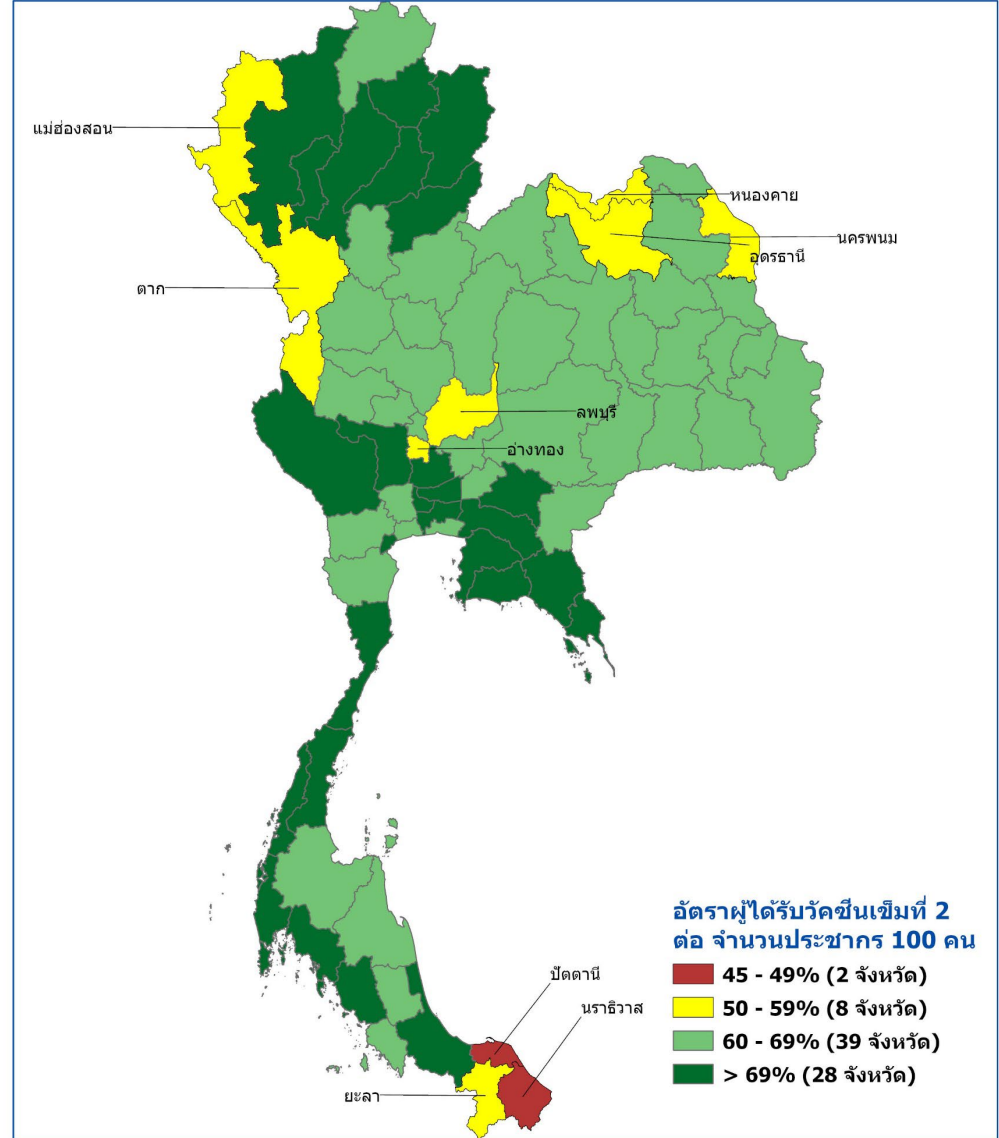 แม่ฮ่องสอน
หนองคาย
นครพนม
อุดรธานี
ตาก
ลพบุรี
อ่างทอง
อัตราผู้ได้รับวัคซีนเข็มที่ 2
ต่อ จำนวนประชากร 100 คน
45 - 49% (2 จังหวัด)
50 - 59% (8 จังหวัด)
60 - 69% (39 จังหวัด)
> 69% (28 จังหวัด)
ปัตตานี
นราธิวาส
ยะลา